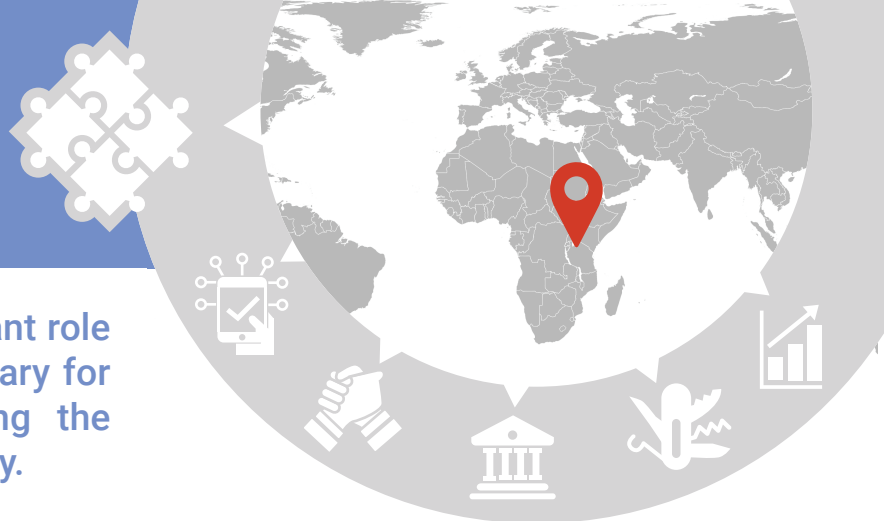 ant role
ary for
ng the
y.